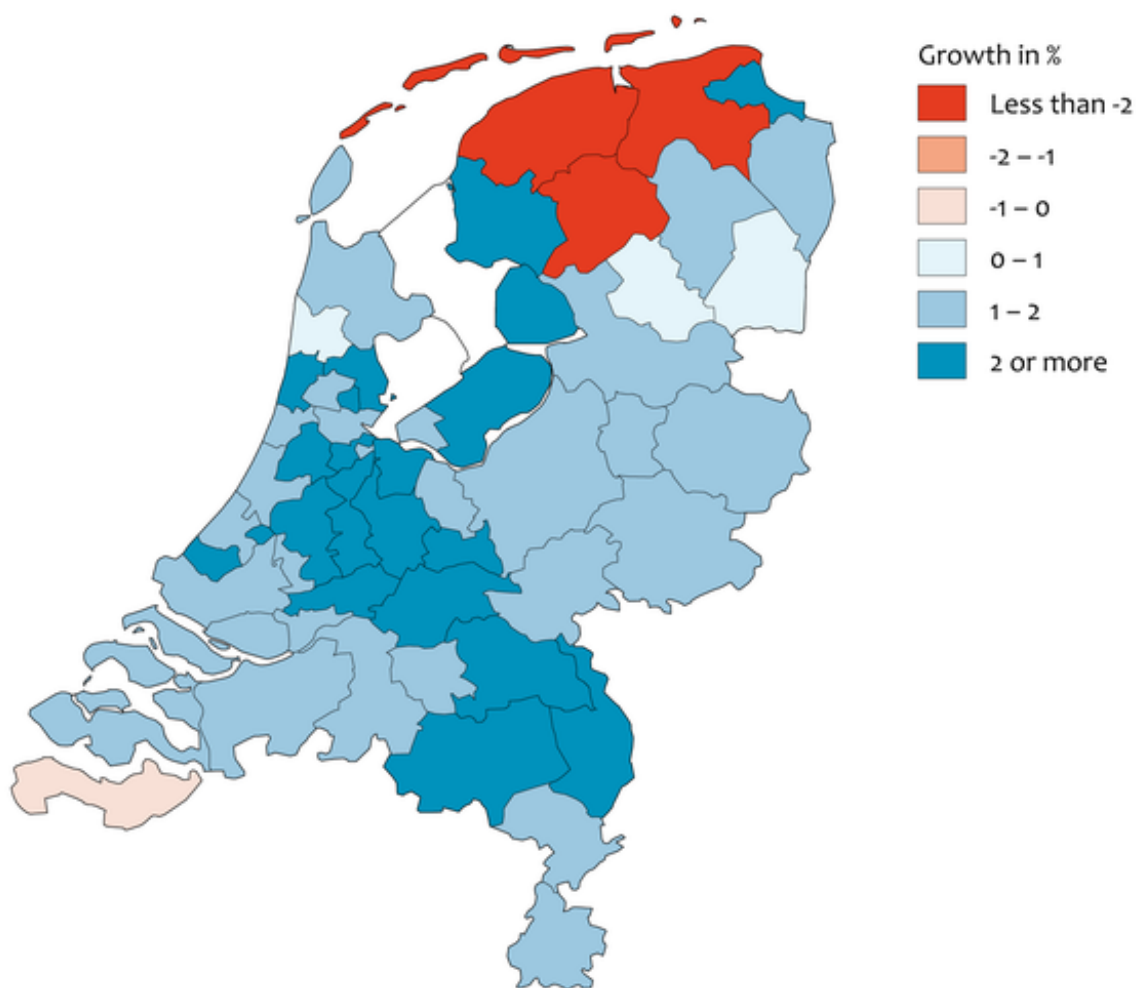 Growth in %
Less than -2
-2 – -1
-1 – 0
0 – 1
1 – 2
2 or more